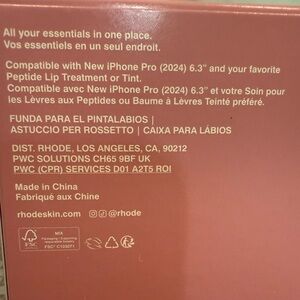 All your essentials in one place.
Vos essentiels en un seul endroit.
Compatible with New iPhone Pro (2024) 6.3" and your favorite
Peptide Lip Treatment or Tint.
Compatible avec New iPhone Pro (2024) 6.3" et votre Soin pour
les Lèvres aux Peptides ou Baume à Lèvres Teinté préféré.
FUNDA PARA EL PINTALABIOS |
ASTUCCIO PER ROSSETTO | CAIXA PARA LÁBIOS
DIST. RHODE, LOS ANGELES, CA, 90212
PWC SOLUTIONS CH65 9BF UK
PWC (CPR) SERVICES D01 A2T5 ROI
Made in China
Fabriqué aux Chine
rhodeskin.com @rhode
FSC
MIX